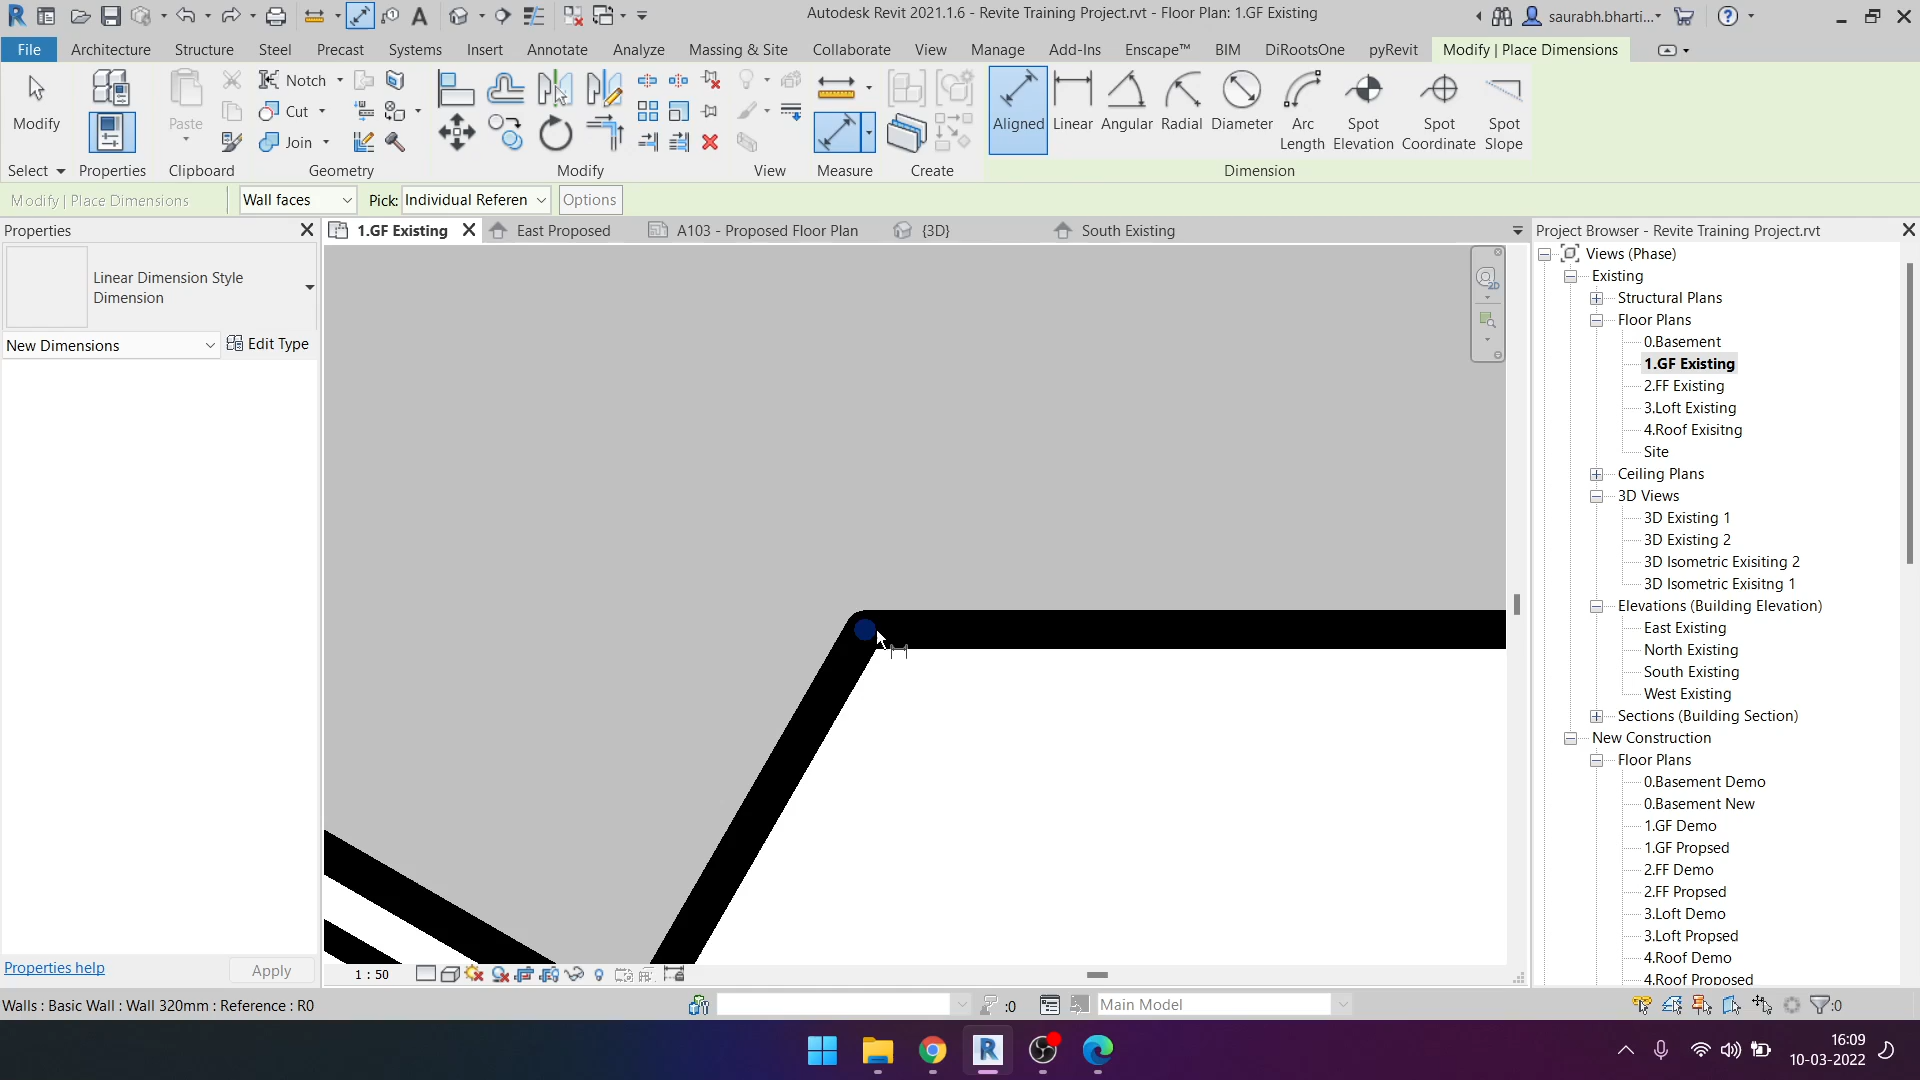 Autodesk Revit 2021.1.6 - Revite Training Project.rvt - Floor Plan: 1.GF Existing
saurabh.bharti...
File Architecture Structure Steel Precast Systems Insert Annotate Analyze Massing & Site Collaborate View Manage Add-Ins Enscape™ BIM DiRootsOne pyRevit Modify | Place Dimensions
Modify
Paste
Notch
Cut
Join
Aligned Linear Angular Radial Diameter Arc Length Spot Elevation Spot Coordinate Spot Slope
Select Properties Clipboard Geometry Modify View Measure Create Dimension
Modify | Place Dimensions Wall faces Pick: Individual Referen Options
Properties
1.GF Existing East Proposed A103 - Proposed Floor Plan {3D} South Existing
Project Browser - Revite Training Project.rvt
Linear Dimension Style
Dimension
New Dimensions Edit Type
2D
Views (Phase)
Existing
Structural Plans
Floor Plans
0.Basement
1.GF Existing
2.FF Existing
3.Loft Existing
4.Roof Exisitng
Site
Ceiling Plans
3D Views
3D Existing 1
3D Existing 2
3D Isometric Exisiting 2
3D Isometric Exisitng 1
Elevations (Building Elevation)
East Existing
North Existing
South Existing
West Existing
Sections (Building Section)
New Construction
Floor Plans
0.Basement Demo
0.Basement New
1.GF Demo
1.GF Propsed
2.FF Demo
2.FF Propsed
3.Loft Demo
3.Loft Propsed
4.Roof Demo
4.Roof Proposed
Properties help Apply
1 : 50
Walls : Basic Wall : Wall 320mm : Reference : R0
:0
Main Model
:0
16:09
10-03-2022